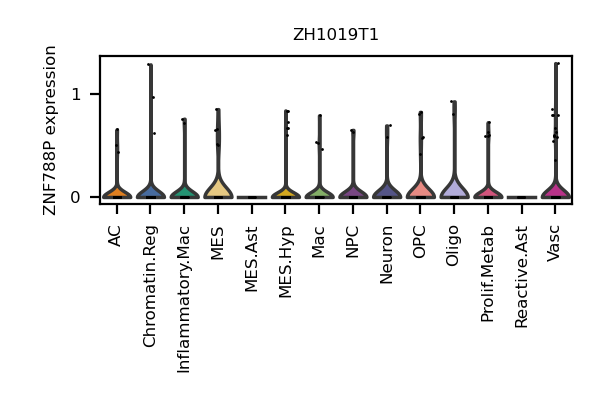 ZH1019T1
ZNF788P expression
1
0
AC
Chromatin.Reg
Inflammatory.Mac
MES
MES.Ast
MES.Hyp
Mac
NPC
Neuron
OPC
Oligo
Prolif.Metab
Reactive.Ast
Vasc